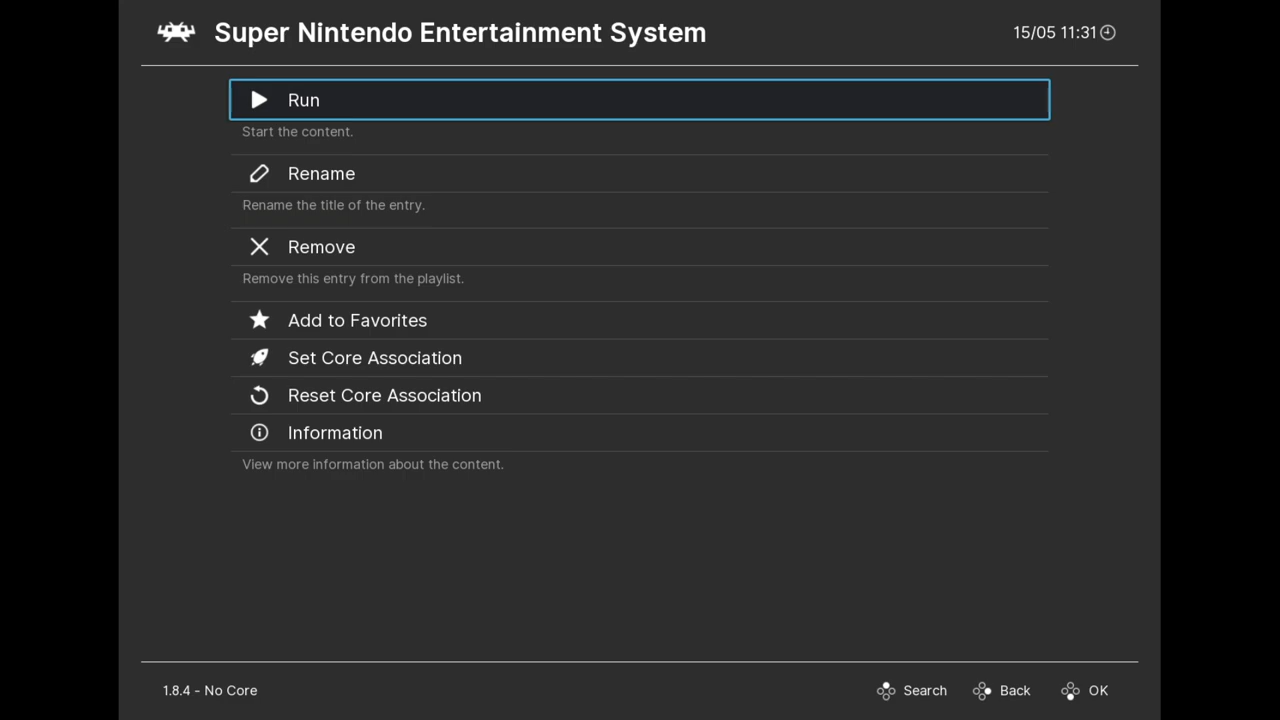 Super Nintendo Entertainment System
15/05 11:31
Run
Start the content.
Rename
Rename the title of the entry.
Remove
Remove this entry from the playlist.
Add to Favorites
Set Core Association
Reset Core Association
Information
View more information about the content.
1.8.4 - No Core
Search
Back
OK